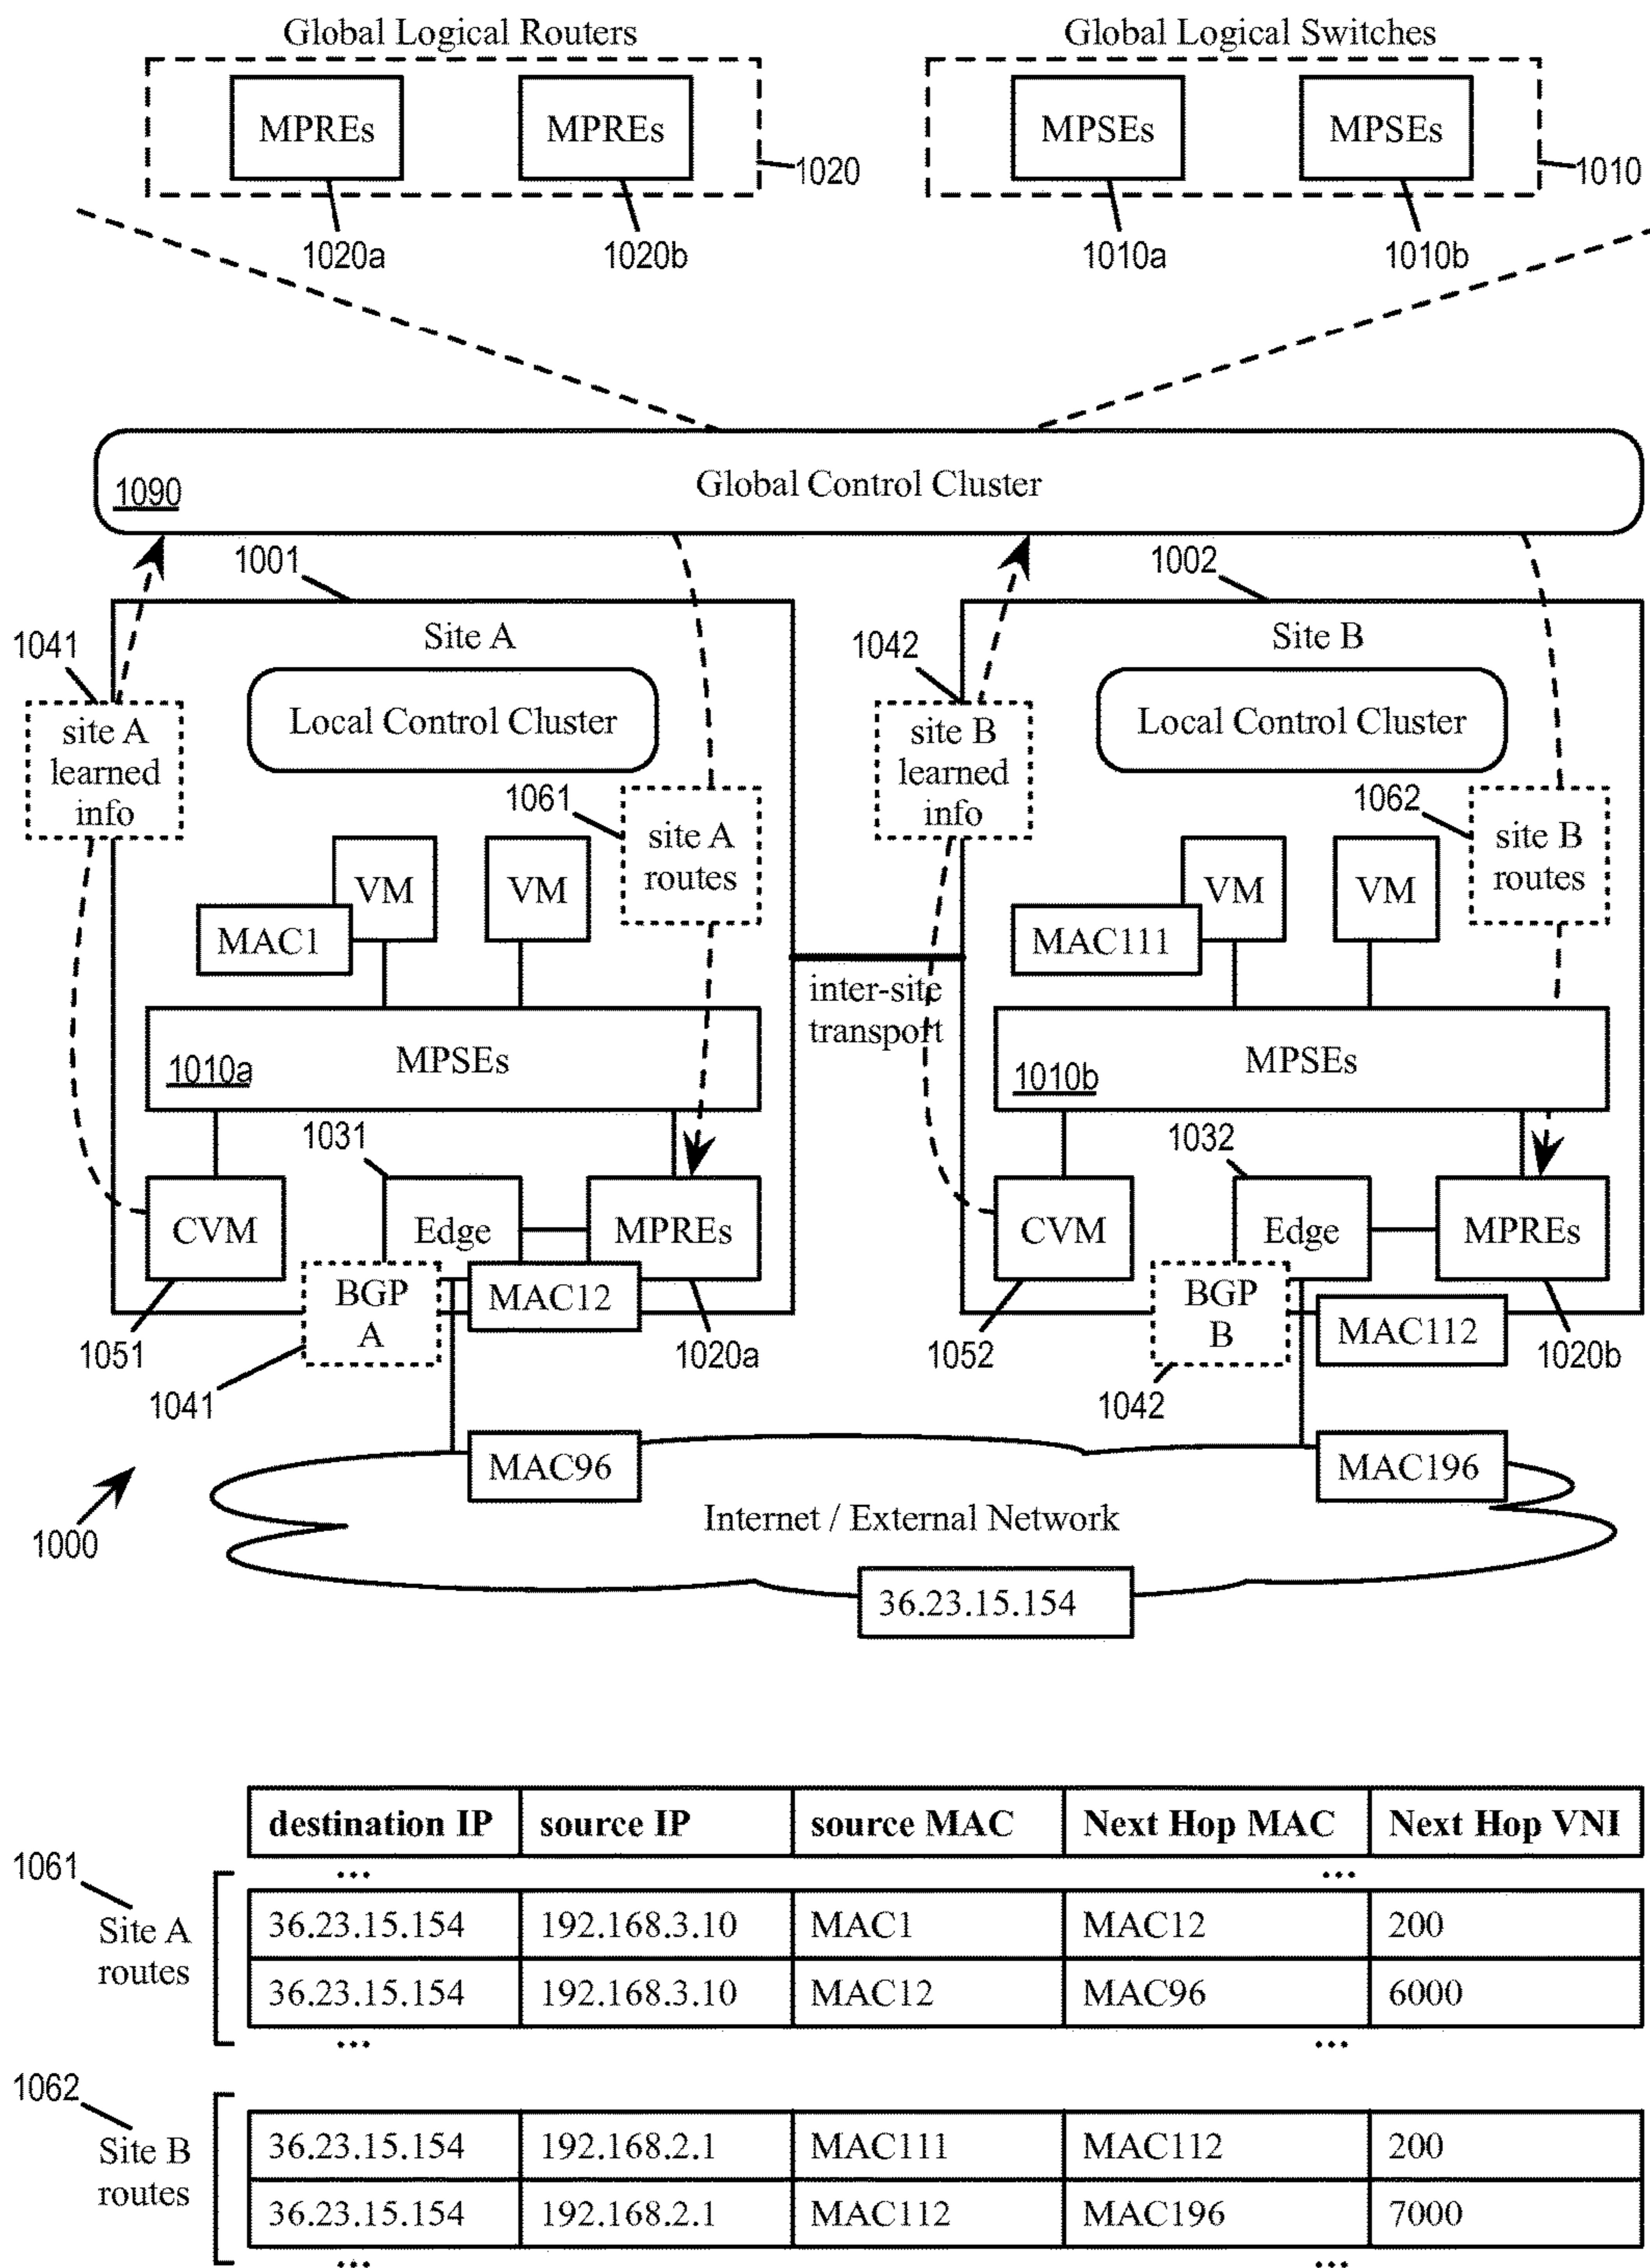 Global Logical Routers
Global Logical Switches
MPREs
MPREs
MPSEs
MPSEs
1020
1010
1020a
1020b
1010a
1010b
1090
Global Control Cluster
1001
1002
1041
Site A
1042
Site B
site A
learned
info
Local Control Cluster
site B
learned
info
Local Control Cluster
1061
1062
site A
routes
site B
routes
VM
VM
VM
VM
MAC1
MAC111
inter-site
transport
1010a
MPSEs
1010b
MPSEs
1031
1032
CVM
Edge
MPREs
CVM
Edge
MPREs
BGP
A
MAC12
BGP
B
MAC112
1051
1020a
1052
1020b
1041
1042
MAC96
MAC196
1000
Internet / External Network
36.23.15.154
destination IP source IP source MAC Next Hop MAC Next Hop VNI
1061
... ...
Site A
routes
36.23.15.154 192.168.3.10 MAC1 MAC12 200
36.23.15.154 192.168.3.10 MAC12 MAC96 6000
... ...
1062
Site B
routes
36.23.15.154 192.168.2.1 MAC111 MAC112 200
36.23.15.154 192.168.2.1 MAC112 MAC196 7000
... ...